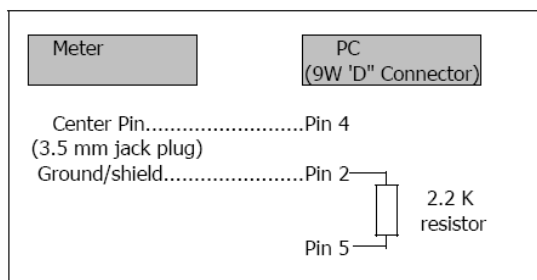 Meter
PC
(9W 'D" Connector)
Center Pin..........................Pin 4
(3.5 mm jack plug)
Ground/shield.......................Pin 2
2.2 K
resistor
Pin 5